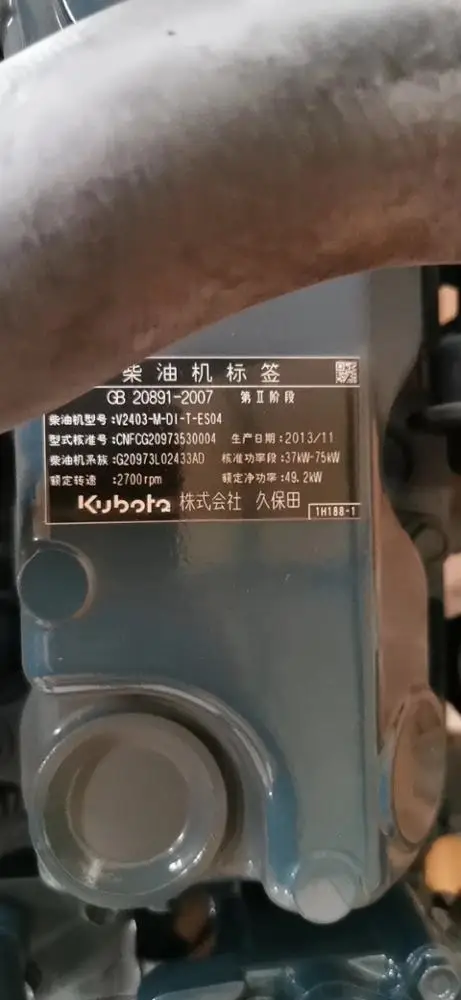 柴油机标签
GB 20891-2007 第Ⅱ阶段
柴油机型号:V2403-M-DI-T-ES04
型式核准号:CNFCG20973530004 生产日期:2013/11
柴油机系族:G20973L02433AD 核准功率段:37kW-75kW
额定转速:2700rpm 额定净功率:49.2kW
Kubota 株式会社 久保田
1H188-1